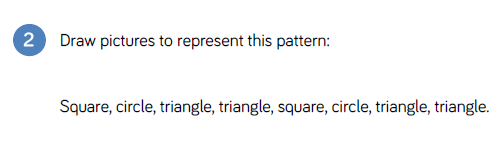 2 Draw pictures to represent this pattern:
Square, circle, triangle, triangle, square, circle, triangle, triangle.